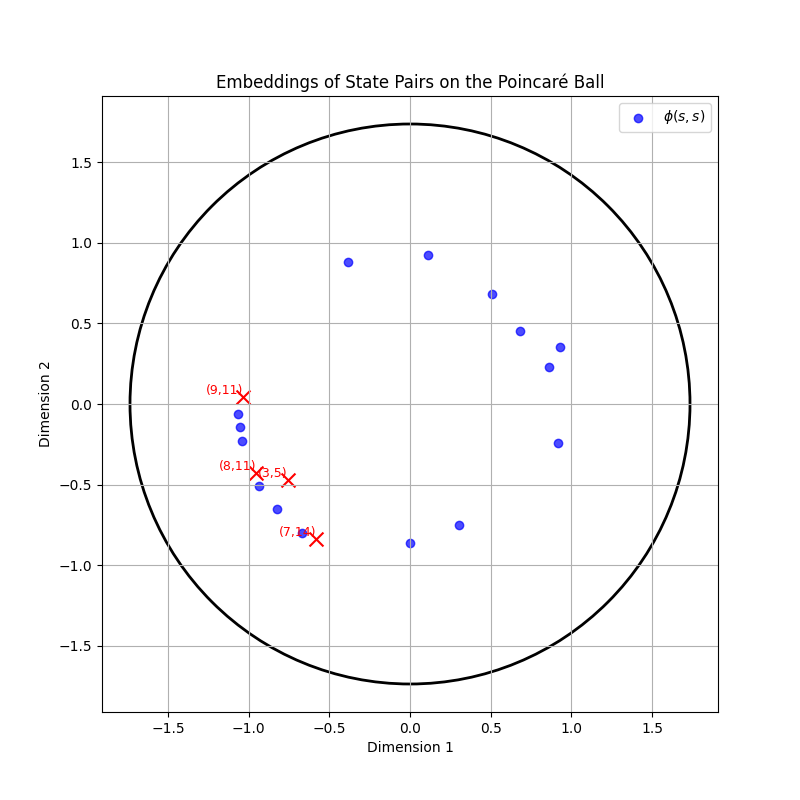 Embeddings of State Pairs on the Poincaré Ball
ϕ(s, s)
Dimension 2
1.5
1.0
0.5
0.0
−0.5
−1.0
−1.5
(9,11)
(8,11)
(3,5)
(7,14)
−1.5 −1.0 −0.5 0.0 0.5 1.0 1.5
Dimension 1